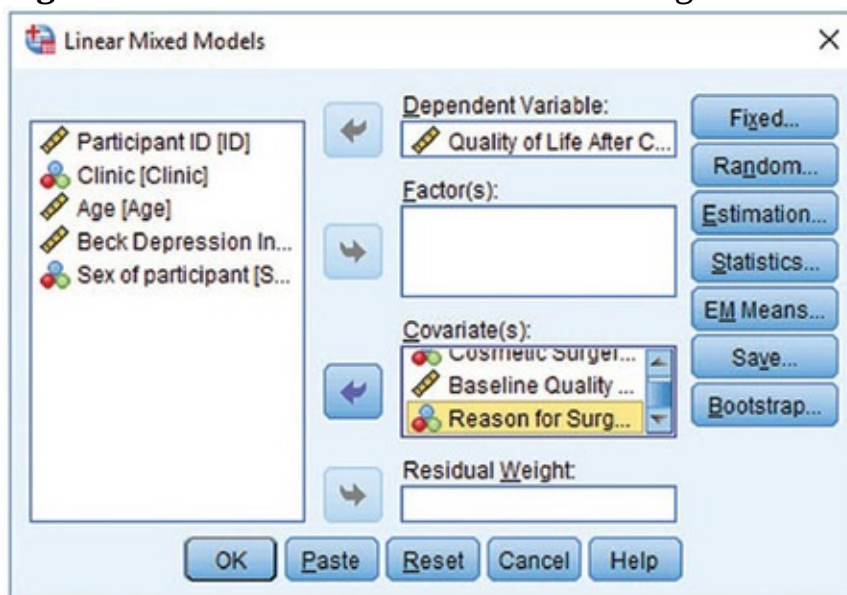 Linear Mixed Models
Participant ID [ID]
Clinic [Clinic]
Age [Age]
Beck Depression In...
Sex of participant [S...
Dependent Variable:
Quality of Life After C...
Factor(s):
Covariate(s):
Cosmetic Surger...
Baseline Quality ...
Reason for Surg...
Residual Weight:
Fixed...
Random...
Estimation...
Statistics...
EM Means...
Save...
Bootstrap...
OK Paste Reset Cancel Help